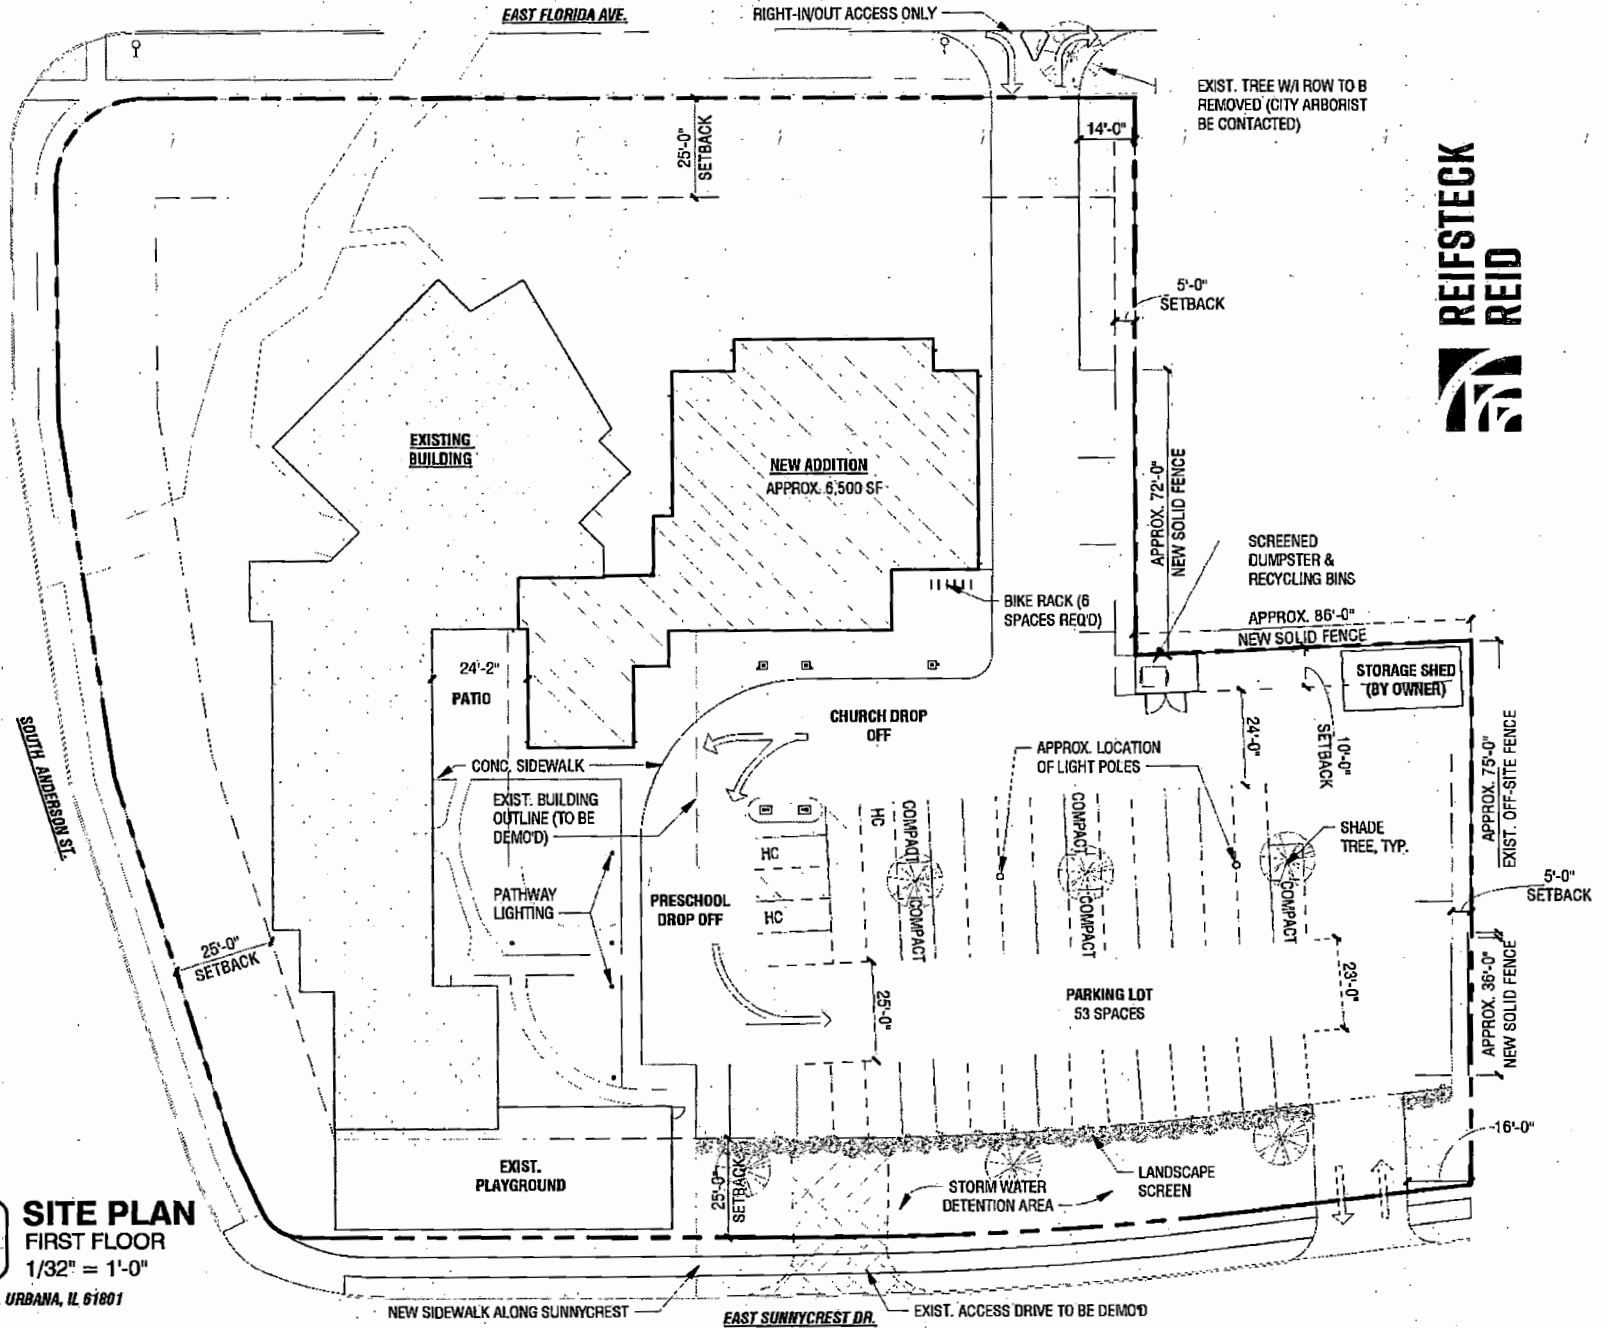 EAST FLORIDA AVE.
RIGHT-IN/OUT ACCESS ONLY
EXIST. TREE W/I ROW TO B
REMOVED (CITY ARBORIST
BE CONTACTED)
14'-0"
25'-0"
SETBACK
REIFSTECK
REID
5'-0"
SETBACK
EXISTING
BUILDING
NEW ADDITION
APPROX. 6,500 SF
APPROX. 72'-0"
NEW SOLID FENCE
SCREENED
DUMPSTER &
RECYCLING BINS
BIKE RACK (6
SPACES REQ'D)
APPROX. 86'-0"
NEW SOLID FENCE
24'-2"
PATIO
STORAGE SHED
(BY OWNER)
CHURCH DROP
OFF
SOUTH ANDERSON ST.
CONC. SIDEWALK
APPROX. LOCATION
OF LIGHT POLES
24'-0"
10'-0"
SETBACK
APPROX. 75'-0"
EXIST. OFF-SITE FENCE
EXIST. BUILDING
OUTLINE (TO BE
DEMO'D)
HC
COMPACT
COMPACT
SHADE
TREE, TYP.
HC
PATHWAY
LIGHTING
PRESCHOOL
DROP OFF
HC
COMPACT
COMPACT
COMPACT
5'-0"
SETBACK
25'-0"
SETBACK
25'-0"
PARKING LOT
53 SPACES
23'-0"
APPROX. 36'-0"
NEW SOLID FENCE
16'-0"
EXIST.
PLAYGROUND
25'-0"
SETBACK
STORM WATER
DETENTION AREA
LANDSCAPE
SCREEN
SITE PLAN
FIRST FLOOR
1/32" = 1'-0"
URBANA, IL 61801
NEW SIDEWALK ALONG SUNNYCREST
EAST SUNNYCREST DR.
EXIST. ACCESS DRIVE TO BE DEMO'D